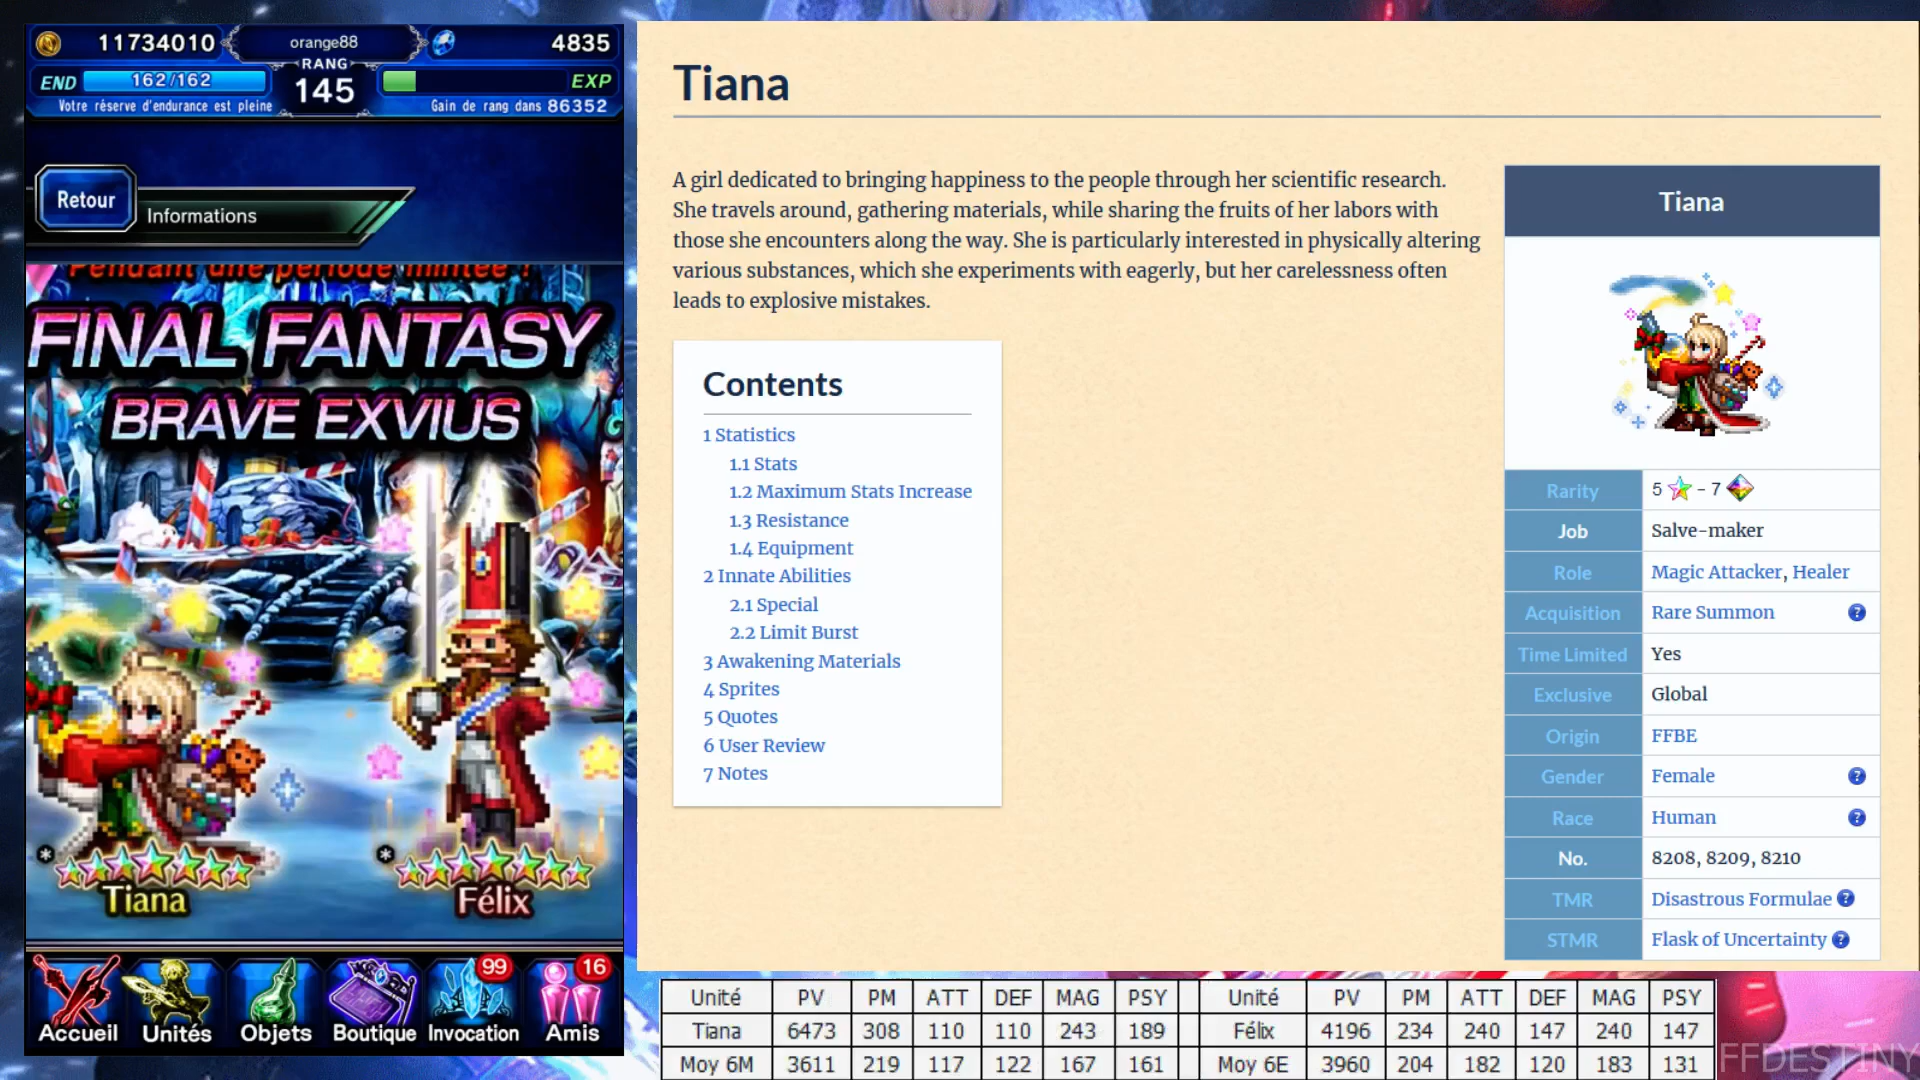 11734010
orange88
4835
END
162/162
RANG
145
EXP
Votre réserve d'endurance est pleine
Gain de rang dans 86352
Retour
Informations
Pendant une période limitée !
FINAL FANTASY
BRAVE EXVIUS
Tiana
Félix
99
16
Accueil
Unités
Objets
Boutique
Invocation
Amis
Tiana
A girl dedicated to bringing happiness to the people through her scientific research.
She travels around, gathering materials, while sharing the fruits of her labors with
those she encounters along the way. She is particularly interested in physically altering
various substances, which she experiments with eagerly, but her carelessness often
leads to explosive mistakes.
Contents
1 Statistics
1.1 Stats
1.2 Maximum Stats Increase
1.3 Resistance
1.4 Equipment
2 Innate Abilities
2.1 Special
2.2 Limit Burst
3 Awakening Materials
4 Sprites
5 Quotes
6 User Review
7 Notes
Tiana
Rarity 5 - 7
Job Salve-maker
Role Magic Attacker, Healer
Acquisition Rare Summon ?
Time Limited Yes
Exclusive Global
Origin FFBE
Gender Female ?
Race Human ?
No. 8208, 8209, 8210
TMR Disastrous Formulae ?
STMR Flask of Uncertainty ?
Unité PV PM ATT DEF MAG PSY Unité PV PM ATT DEF MAG PSY
Tiana 6473 308 110 110 243 189 Félix 4196 234 240 147 240 147
Moy 6M 3611 219 117 122 167 161 Moy 6E 3960 204 182 120 183 131
FFDESTINY